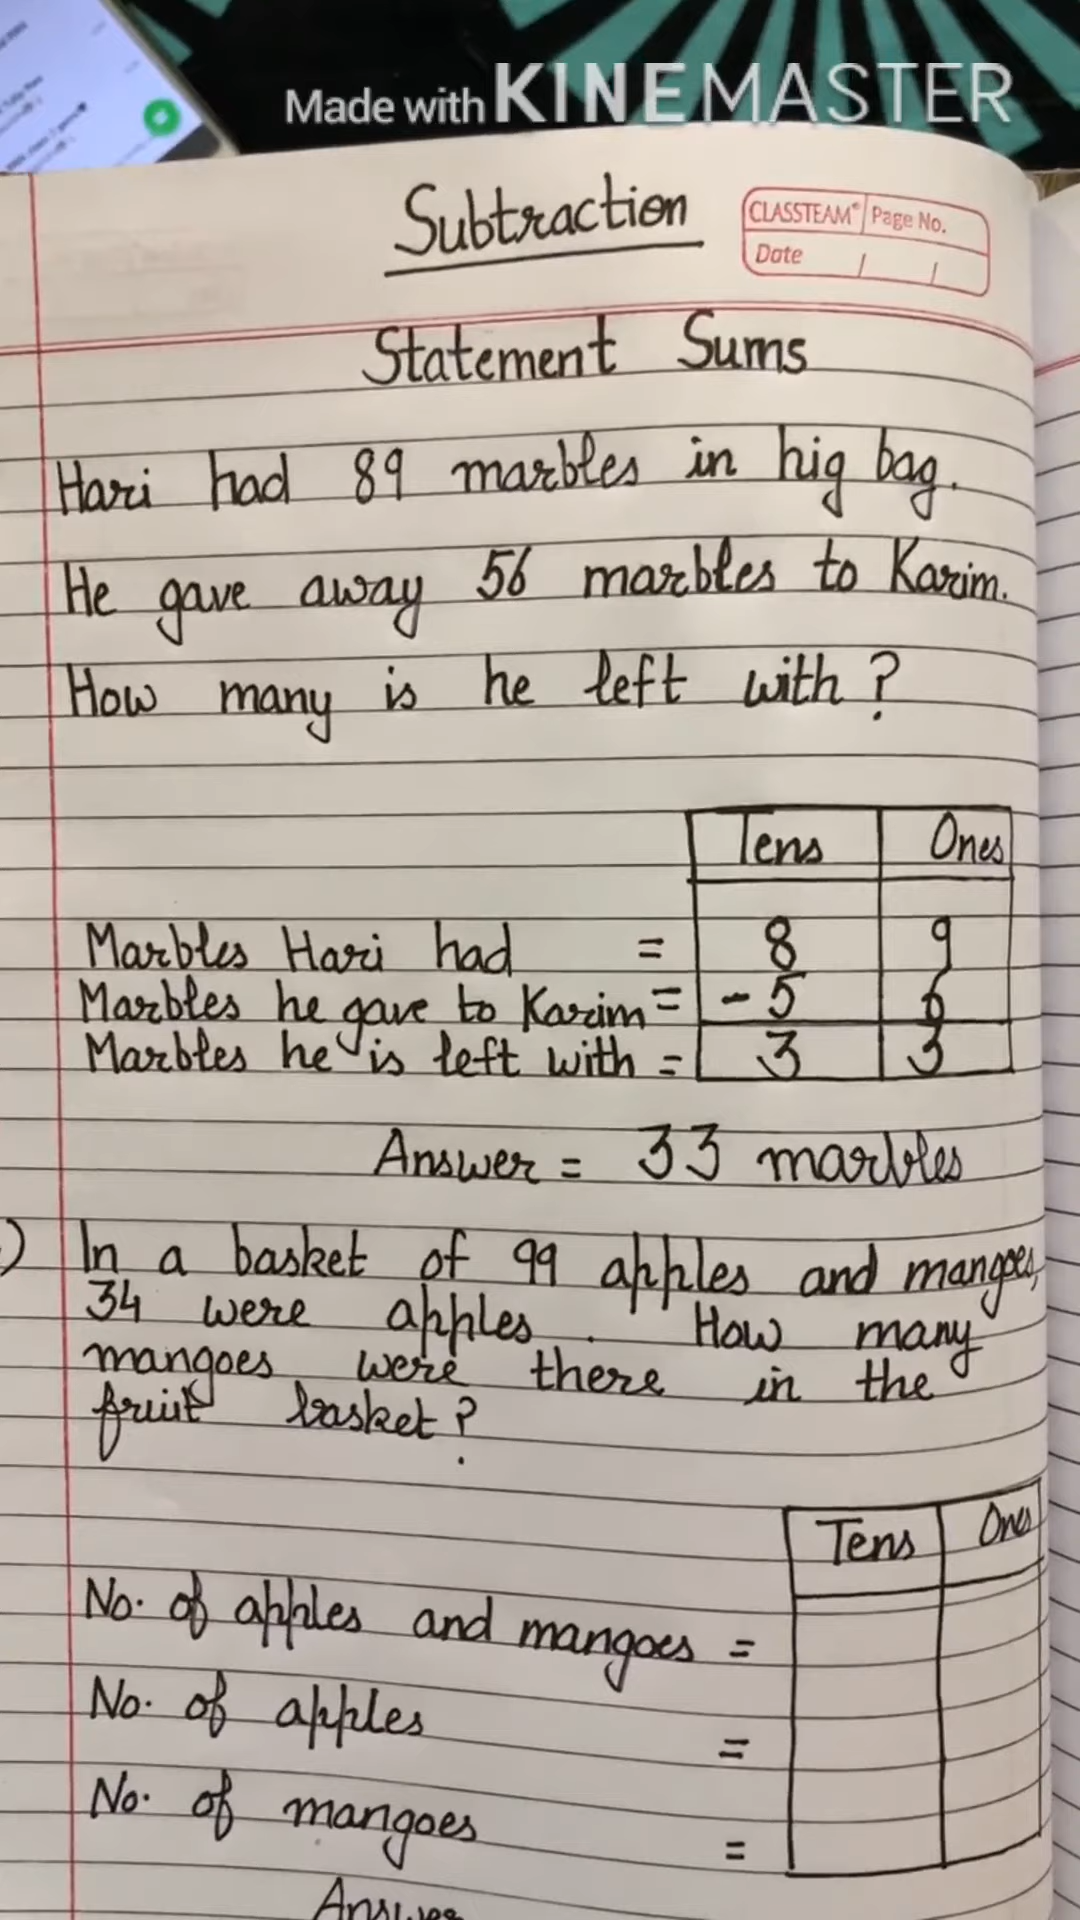 Made with KINEMASTER
Subtraction
CLASSTEAM Page No.
Date / /
Statement Sums
Hari had 89 marbles in hig bag.
He gave away 56 marbles to Karim.
How many is he left with?
Tens Ones
Marbles Hari had = 8 9
Marbles he gave to Karim = - 5 6
Marbles he is left with = 3 3
Answer = 33 marbles
) In a basket of 99 apples and mangoes,
34 were apples. How many
mangoes were there in the
fruit basket?
Tens Ones
No. of apples and mangoes =
No. of apples =
No. of mangoes =
Answer